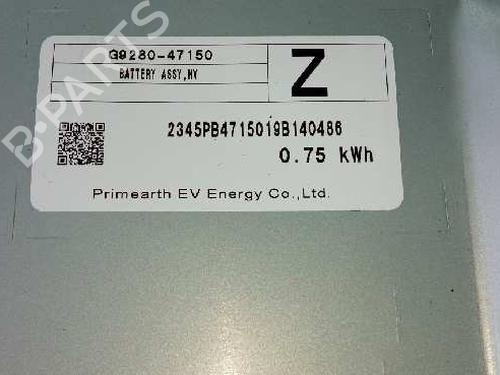 G9280-47150
BATTERY ASSY,HV
Z
2345PB4715019B140486
0.75 kWh
Primearth EV Energy Co.,Ltd.
B-PARTS